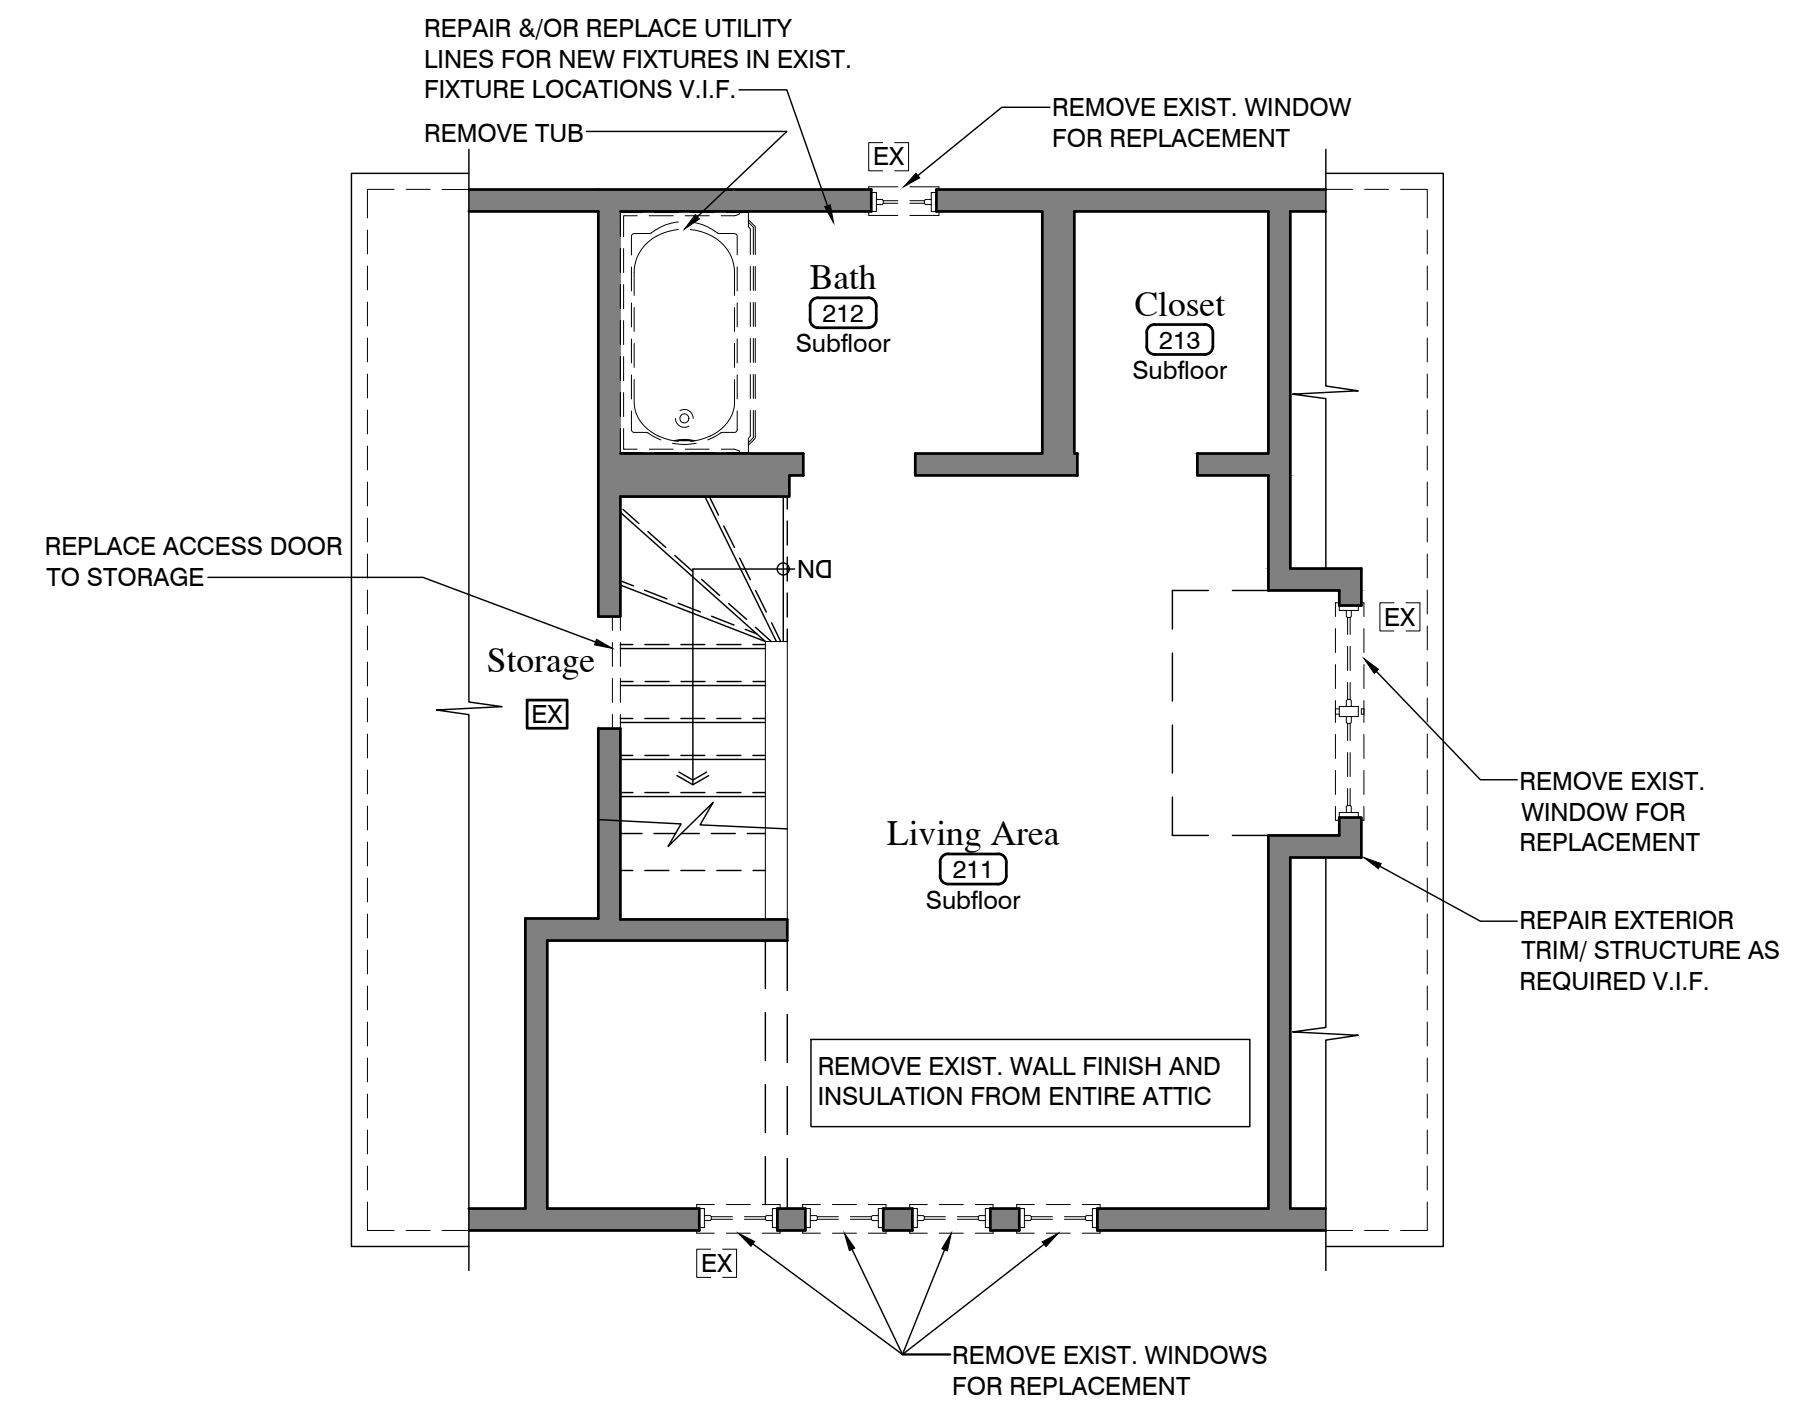 REPAIR &/OR REPLACE UTILITY
LINES FOR NEW FIXTURES IN EXIST.
FIXTURE LOCATIONS V.I.F.
REMOVE TUB
REMOVE EXIST. WINDOW
FOR REPLACEMENT
EX
Bath
212
Subfloor
Closet
213
Subfloor
REPLACE ACCESS DOOR
TO STORAGE
DN
EX
Storage
EX
REMOVE EXIST.
WINDOW FOR
REPLACEMENT
Living Area
211
Subfloor
REPAIR EXTERIOR
TRIM/ STRUCTURE AS
REQUIRED V.I.F.
REMOVE EXIST. WALL FINISH AND
INSULATION FROM ENTIRE ATTIC
EX
REMOVE EXIST. WINDOWS
FOR REPLACEMENT